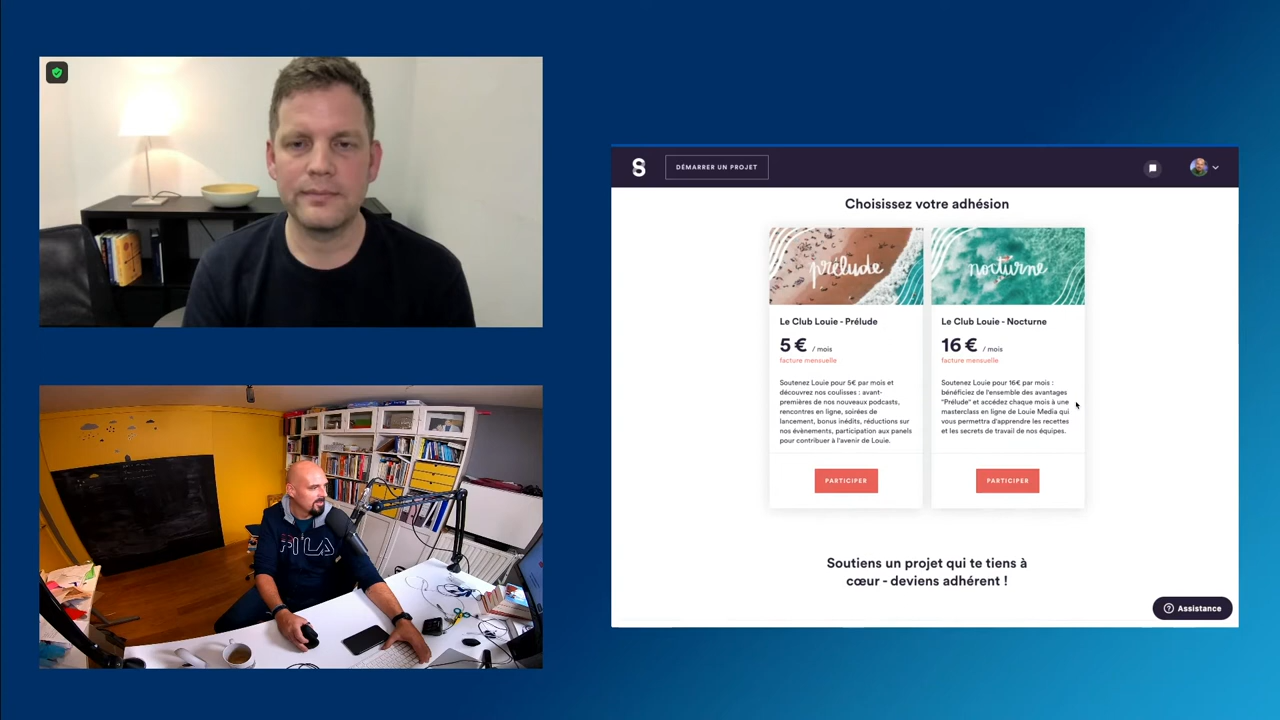 FILA
DÉMARRER UN PROJET
Choisissez votre adhésion
prélude
Le Club Louie - Prélude
5 € / mois
facture mensuelle
Soutenez Louie pour 5€ par mois et
découvrez nos coulisses : avant-
premières de nos nouveaux podcasts,
rencontres en ligne, soirées de
lancement, bonus inédits, réductions sur
nos événements, participation aux panels
pour contribuer à l'avenir de Louie.
PARTICIPER
nocturne
Le Club Louie - Nocturne
16 € / mois
facture mensuelle
Soutenez Louie pour 16€ par mois :
bénéficiez de l'ensemble des avantages
"Prélude" et accédez chaque mois à une
masterclass en ligne de Louie Media qui
vous permettra d'apprendre les recettes
et les secrets de travail de nos équipes.
PARTICIPER
Soutiens un projet qui te tiens à
cœur - deviens adhérent !
Assistance